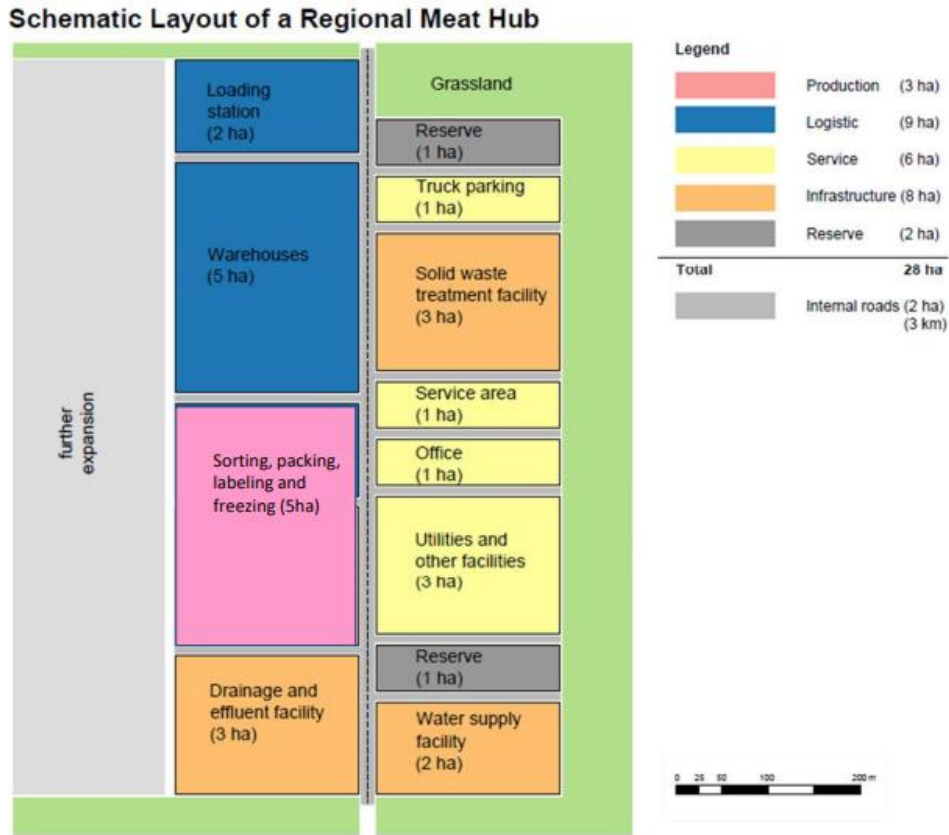 Schematic Layout of a Regional Meat Hub
further
expansion
Loading
station
(2 ha)
Warehouses
(5 ha)
Sorting, packing,
labeling and
freezing (5ha)
Drainage and
effluent facility
(3 ha)
Grassland
Reserve
(1 ha)
Truck parking
(1 ha)
Solid waste
treatment facility
(3 ha)
Service area
(1 ha)
Office
(1 ha)
Utilities and
other facilities
(3 ha)
Reserve
(1 ha)
Water supply
facility
(2 ha)
Legend
Production (3 ha)
Logistic (9 ha)
Service (6 ha)
Infrastructure (8 ha)
Reserve (2 ha)
Total 28 ha
Internal roads (2 ha)
(3 km)
0 25 50 100 200 m